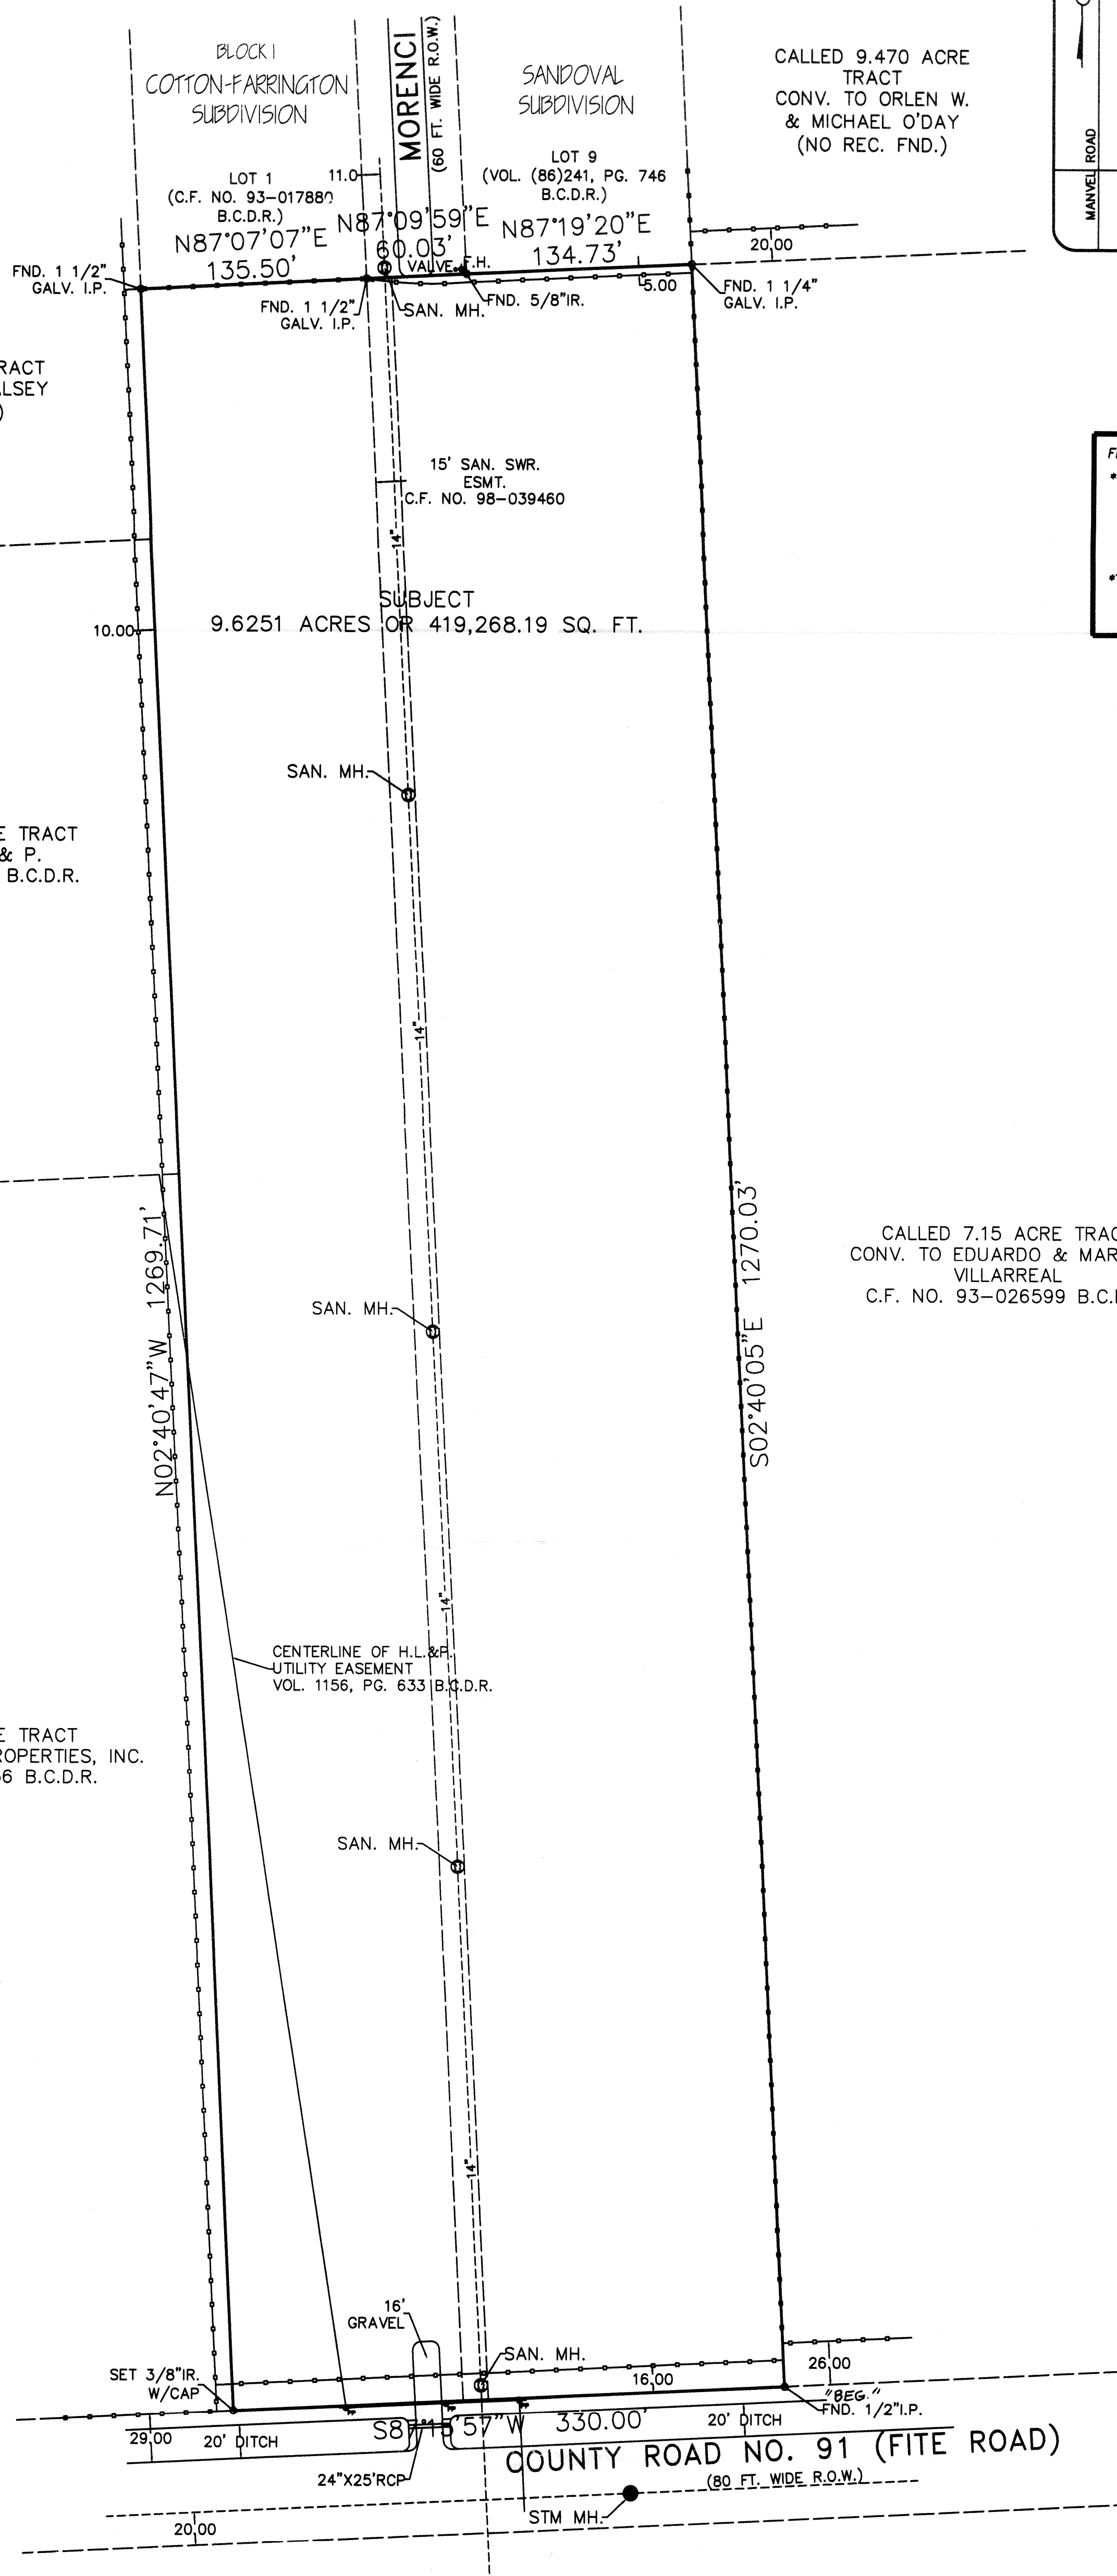 BLOCK 1
COTTON-FARRINGTON
SUBDIVISION
MORENCI
(60 FT. WIDE R.O.W.)
SANDOVAL
SUBDIVISION
CALLED 9.470 ACRE
TRACT
CONV. TO ORLEN W.
& MICHAEL O'DAY
(NO REC. FND.)
MANVEL ROAD
LOT 1
(C.F. NO. 93-017880
B.C.D.R.)
11.0
LOT 9
(VOL. (86)241, PG. 746
B.C.D.R.)
N87°07'07"E
135.50'
N87°09'59"E
60.03'
N87°19'20"E
134.73'
VALVE
F.H.
20.00
FND. 1 1/2"
GALV. I.P.
FND. 1 1/2"
GALV. I.P.
SAN. MH.
FND. 5/8"IR.
5.00
FND. 1 1/4"
GALV. I.P.
RACT
ALSEY
)
15' SAN. SWR.
ESMT.
C.F. NO. 98-039460
14"
SUBJECT
9.6251 ACRES OR 419,268.19 SQ. FT.
10.00
SAN. MH.
E TRACT
& P.
B.C.D.R.
14"
N02°40'47"W 1269.71'
S02°40'05"E 1270.03'
CALLED 7.15 ACRE TRAC
CONV. TO EDUARDO & MAR
VILLARREAL
C.F. NO. 93-026599 B.C.
SAN. MH.
14"
CENTERLINE OF H.L.&P.
UTILITY EASEMENT
VOL. 1156, PG. 633 B.C.D.R.
E TRACT
ROPERTIES, INC.
66 B.C.D.R.
SAN. MH.
14"
16'
GRAVEL
SAN. MH.
SET 3/8"IR.
W/CAP
16.00
26.00
"BEG."
FND. 1/2"I.P.
PP
PP
PP
29.00
20' DITCH
S87°15'57"W 330.00'
20' DITCH
24"X25'RCP
COUNTY ROAD NO. 91 (FITE ROAD)
(80 FT. WIDE R.O.W.)
STM MH.
20.00